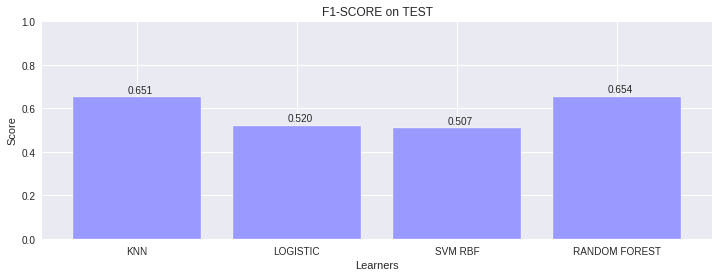 F1-SCORE on TEST
1.0
0.8
0.6
0.4
0.2
0.0
Score
0.651
0.520
0.507
0.654
KNN
LOGISTIC
SVM RBF
RANDOM FOREST
Learners